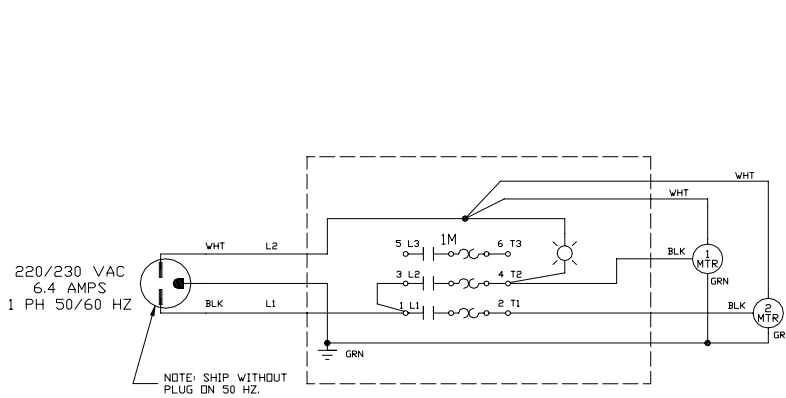 WHT
WHT
WHT L2
5 L3 1M 6 T3
BLK
1
MTR
220/230 VAC
6.4 AMPS
1 PH 50/60 HZ
3 L2 4 T2
GRN
BLK L1
1 L1 2 T1
BLK
2
MTR
GRN
GR
NOTE: SHIP WITHOUT
PLUG ON 50 HZ.